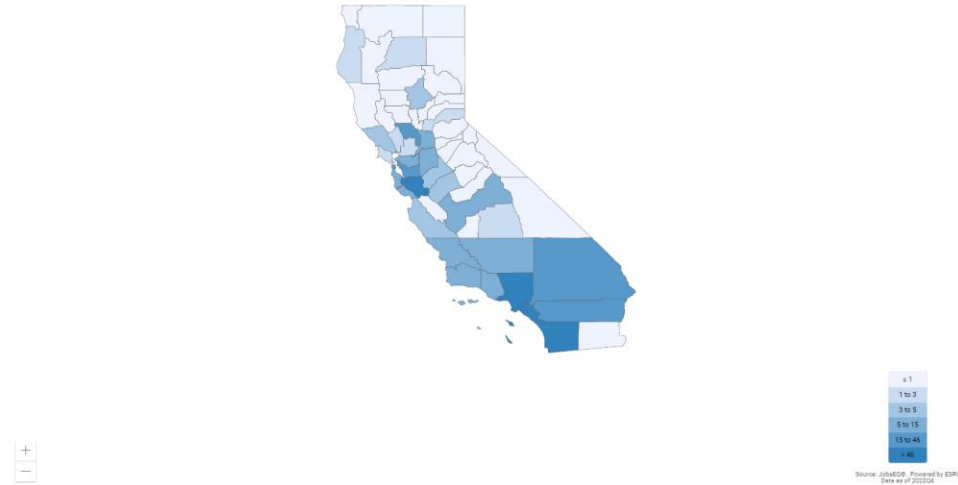 ≤ 1
1 to 3
3 to 5
5 to 15
15 to 46
> 46
+
−
Source: JobsEQ® , Powered by ESRI
Data as of 2022Q4